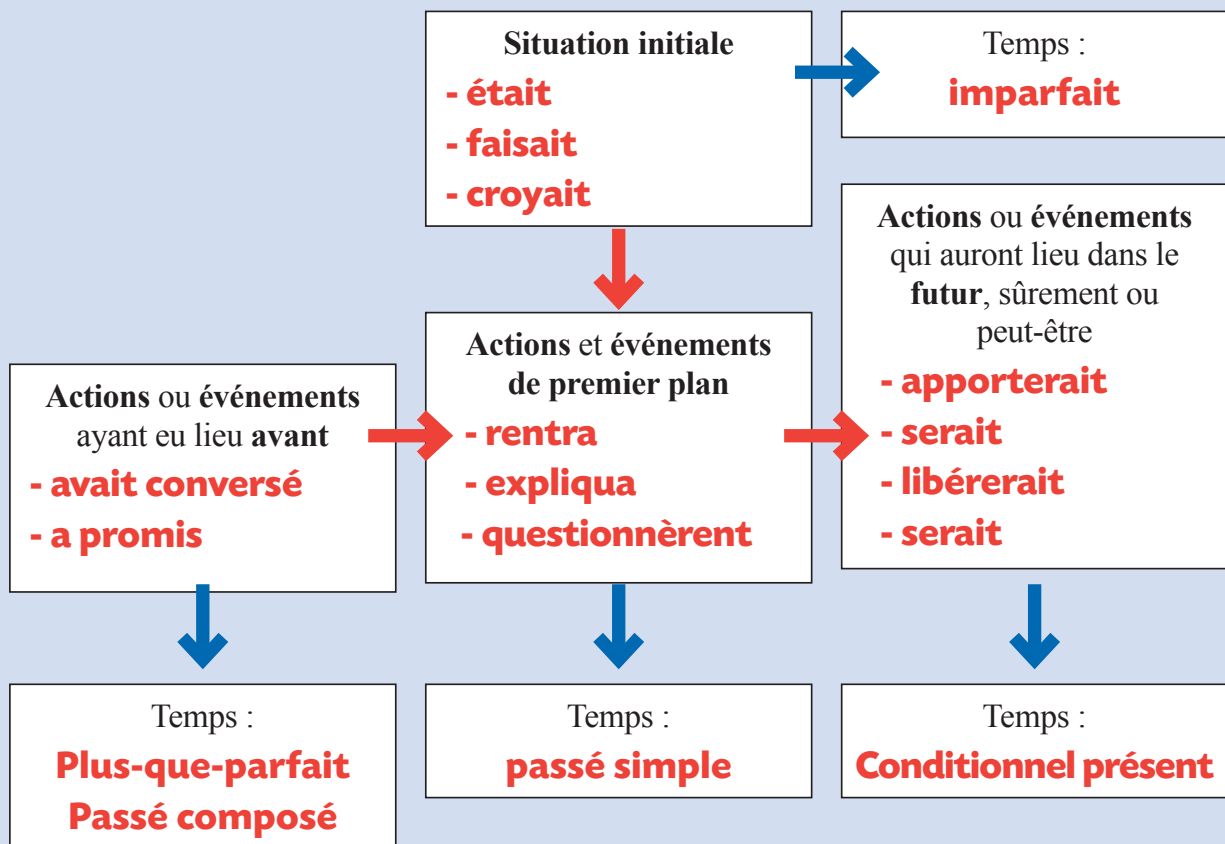 Situation initiale
- était
- faisait
- croyait
Temps :
imparfait
Actions ou événements
ayant eu lieu avant
- avait conversé
- a promis
Actions et événements
de premier plan
- rentra
- expliqua
- questionnèrent
Actions ou événements
qui auront lieu dans le
futur, sûrement ou
peut-être
- apporterait
- serait
- libérerait
- serait
Temps :
Plus-que-parfait
Passé composé
Temps :
passé simple
Temps :
Conditionnel présent